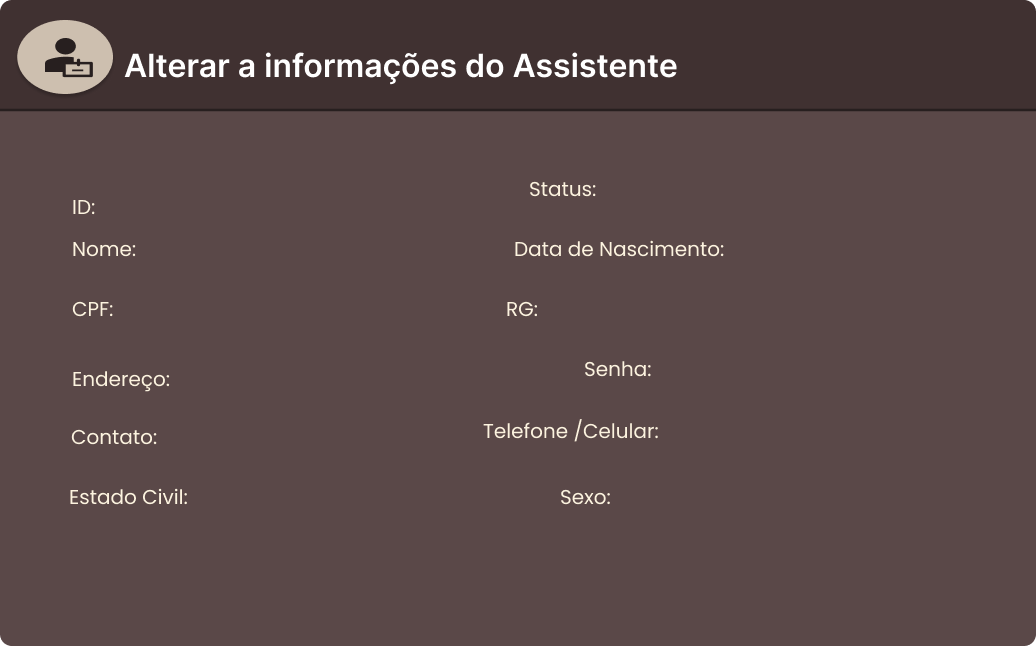 Alterar a informações do Assistente
ID:
Status:
Nome:
Data de Nascimento:
CPF:
RG:
Endereço:
Senha:
Contato:
Telefone /Celular:
Estado Civil:
Sexo: